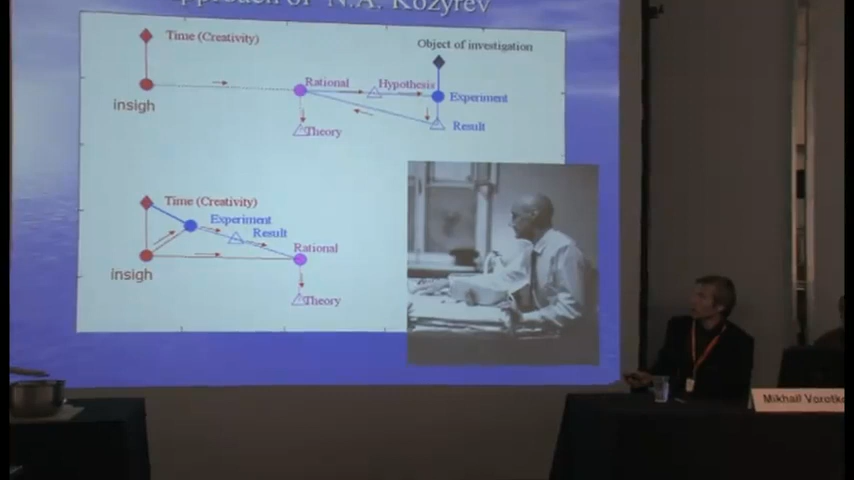 approach of N.A. Kozyrev
Time (Creativity)
Object of investigation
Rational
Hypothesis
insigh
Experiment
Theory
Result
Time (Creativity)
Experiment
Result
Rational
insigh
Theory
Mikhail